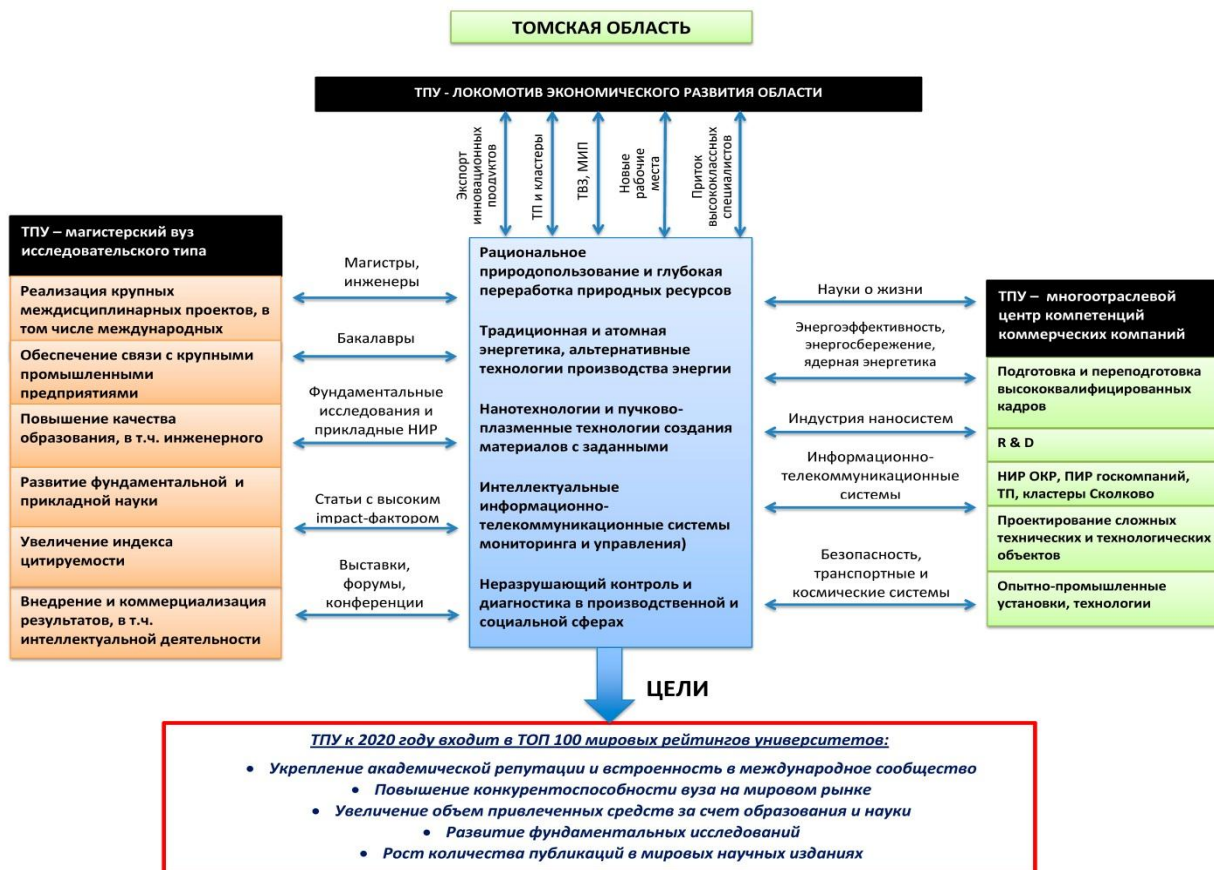 ТОМСКАЯ ОБЛАСТЬ
ТПУ - ЛОКОМОТИВ ЭКОНОМИЧЕСКОГО РАЗВИТИЯ ОБЛАСТИ
Экспорт
инновационных
продуктов
ТП и кластеры
ТВЗ, МИП
Новые
рабочие
места
Приток
высококлассных
специалистов
ТПУ – магистерский вуз
исследовательского типа
Реализация крупных
междисциплинарных проектов, в
том числе международных
Обеспечение связи с крупными
промышленными
предприятиями
Повышение качества
образования, в т.ч. инженерного
Развитие фундаментальной и
прикладной науки
Увеличение индекса
цитируемости
Внедрение и коммерциализация
результатов, в т.ч.
интеллектуальной деятельности
Магистры,
инженеры
Бакалавры
Фундаментальные
исследования и
прикладные НИР
Статьи с высоким
impact-фактором
Выставки,
форумы,
конференции
Рациональное
природопользование и глубокая
переработка природных ресурсов
Традиционная и атомная
энергетика, альтернативные
технологии производства энергии
Нанотехнологии и пучково-
плазменные технологии создания
материалов с заданными
Интеллектуальные
информационно-
телекоммуникационные системы
мониторинга и управления)
Неразрушающий контроль и
диагностика в производственной и
социальной сферах
Науки о жизни
Энергоэффективность,
энергосбережение,
ядерная энергетика
Индустрия наносистем
Информационно-
телекоммуникационные
системы
Безопасность,
транспортные и
космические системы
ТПУ – многоотраслевой
центр компетенций
коммерческих компаний
Подготовка и переподготовка
высококвалифицированных
кадров
R & D
НИР ОКР, ПИР госкомпаний,
ТП, кластеры Сколково
Проектирование сложных
технических и технологических
объектов
Опытно-промышленные
установки, технологии
ЦЕЛИ
ТПУ к 2020 году входит в ТОП 100 мировых рейтингов университетов:
• Укрепление академической репутации и встроенность в международное сообщество
• Повышение конкурентоспособности вуза на мировом рынке
• Увеличение объем привлеченных средств за счет образования и науки
• Развитие фундаментальных исследований
• Рост количества публикаций в мировых научных изданиях